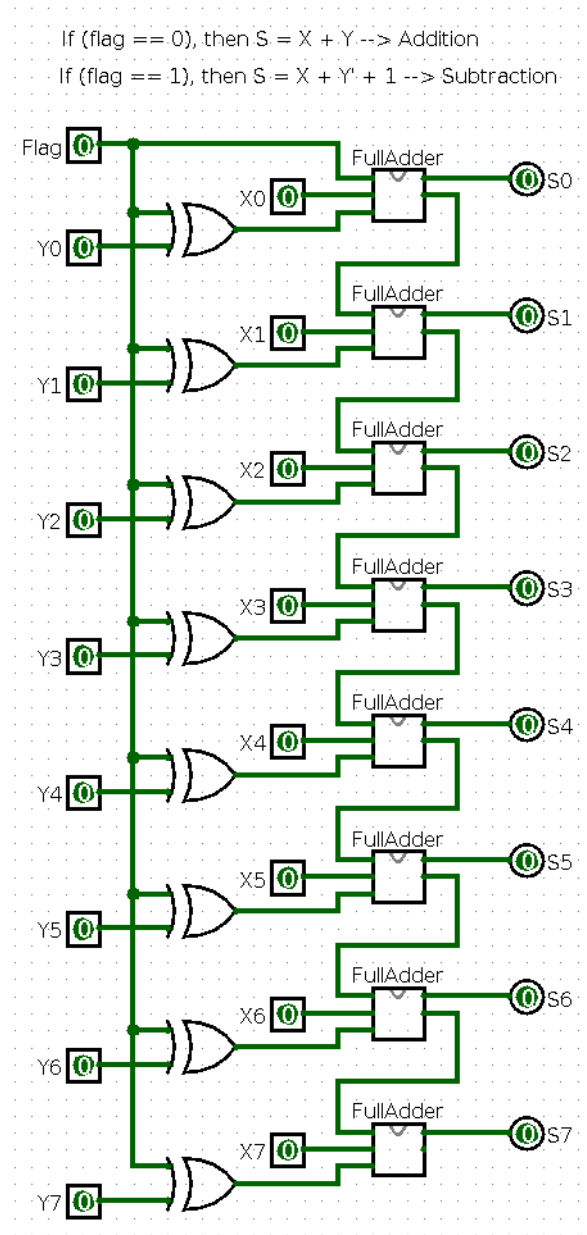 If (flag == 0), then S = X + Y --> Addition
If (flag == 1), then S = X + Y' + 1 --> Subtraction
Flag 0
FullAdder
X0 0
0 S0
Y0 0
FullAdder
X1 0
0 S1
Y1 0
FullAdder
X2 0
0 S2
Y2 0
FullAdder
X3 0
0 S3
Y3 0
FullAdder
X4 0
0 S4
Y4 0
FullAdder
X5 0
0 S5
Y5 0
FullAdder
X6 0
0 S6
Y6 0
FullAdder
X7 0
0 S7
Y7 0